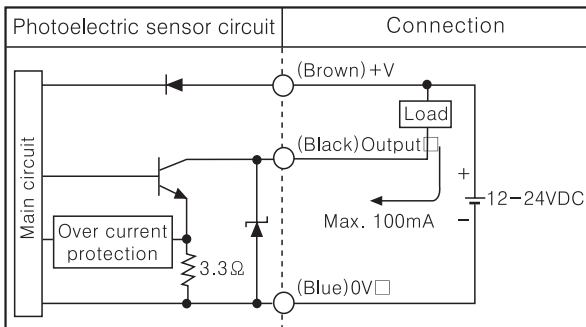 Photoelectric sensor circuit
Connection
(Brown)+V
Load
(Black)Output□
Main circuit
+
12-24VDC
-
Max. 100mA
Over current
protection
3.3Ω
(Blue)0V□